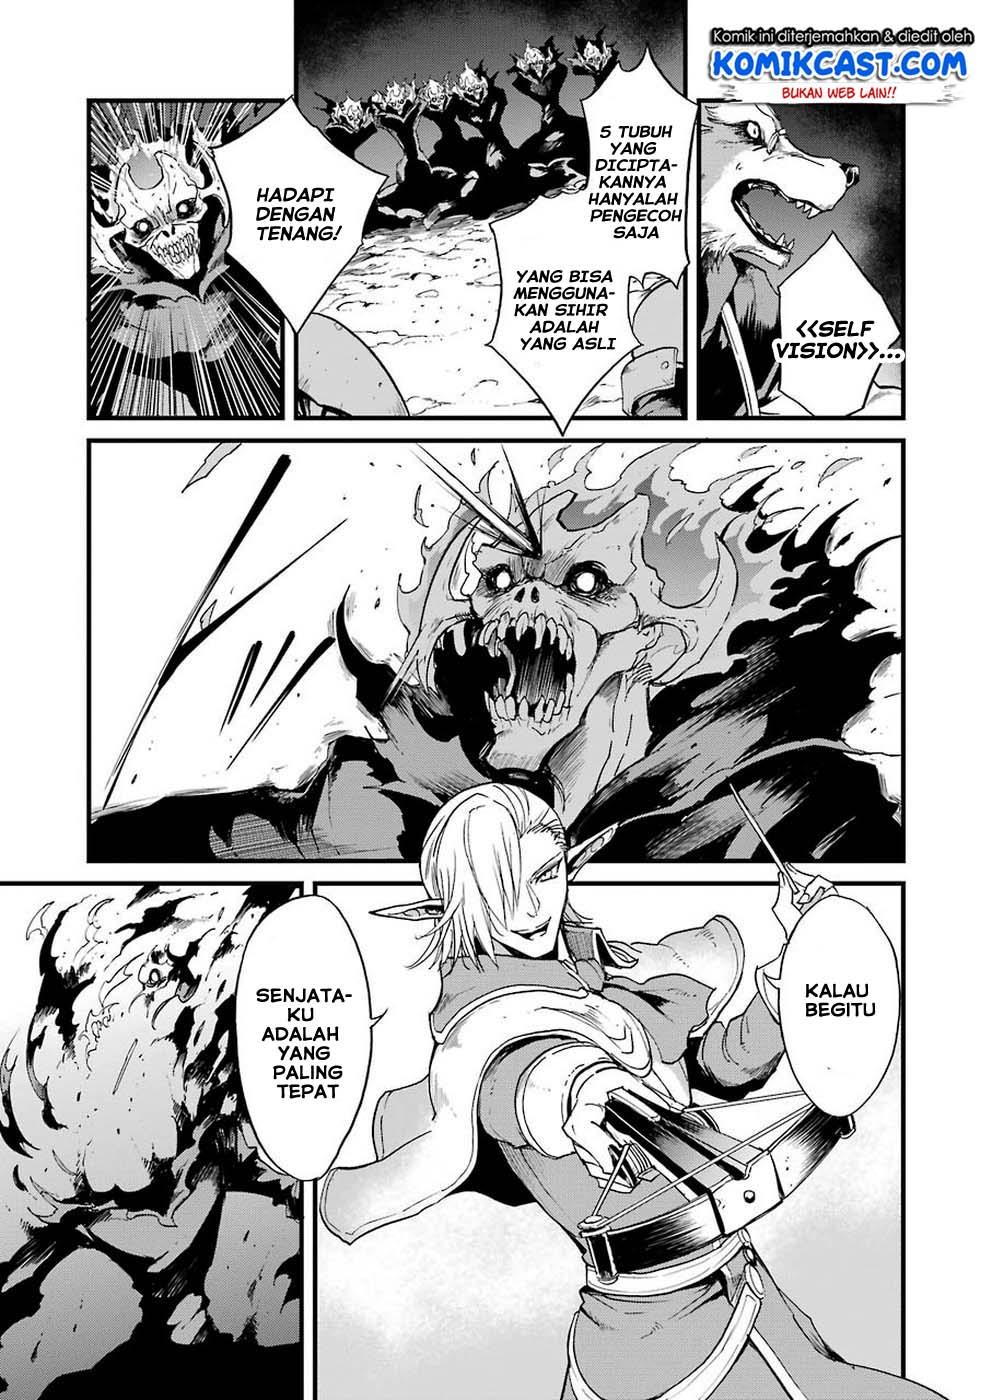 Komik ini diterjemahkan & diedit oleh
KOMIKCAST.COM
BUKAN WEB LAIN!!
<<SELF
VISION>>...
5 TUBUH
YANG
DICIPTA-
KANNYA
HANYALAH
PENGECOH
SAJA
YANG BISA
MENGGUNA-
KAN SIHIR
ADALAH
YANG ASLI
HADAPI
DENGAN
TENANG!
KALAU
BEGITU
SENJATA-
KU
ADALAH
YANG
PALING
TEPAT